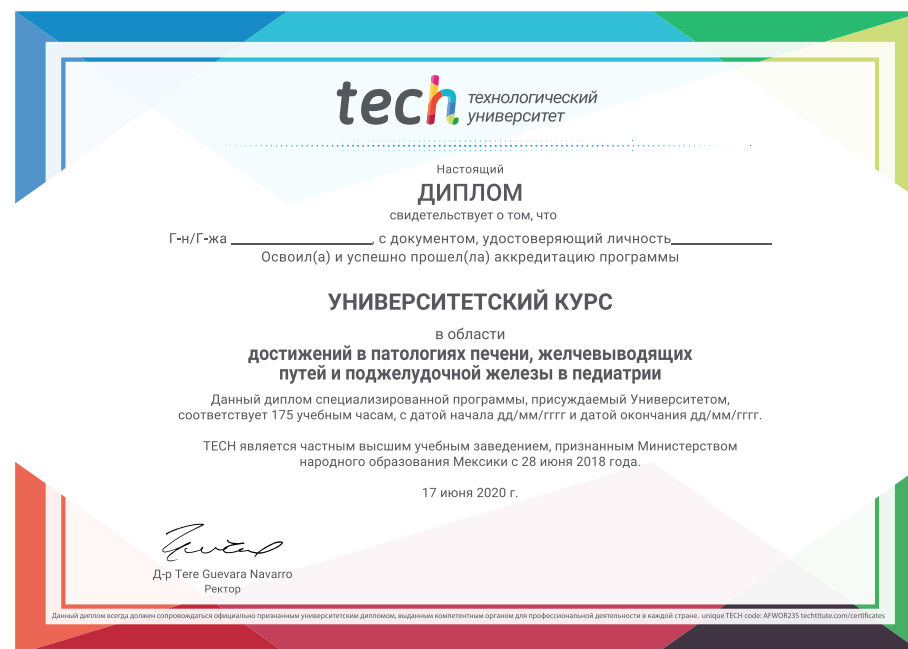 tech технологический
университет
Настоящий
ДИПЛОМ
свидетельствует о том, что
Г-н/Г-жа ____________________, с документом, удостоверяющий личность______________
Освоил(а) и успешно прошел(ла) аккредитацию программы
УНИВЕРСИТЕТСКИЙ КУРС
в области
достижений в патологиях печени, желчевыводящих
путей и поджелудочной железы в педиатрии
Данный диплом специализированной программы, присуждаемый Университетом,
соответствует 175 учебным часам, с датой начала дд/мм/гггг и датой окончания дд/мм/гггг.
TECH является частным высшим учебным заведением, признанным Министерством
народного образования Мексики с 28 июня 2018 года.
17 июня 2020 г.
Д-р Tere Guevara Navarro
Ректор
Данный диплом всегда должен сопровождаться официально признанным университетским дипломом, выданным компетентным органом для профессиональной деятельности в каждой стране. unique TECH code: AFWOR235 techtitute.com/certificates